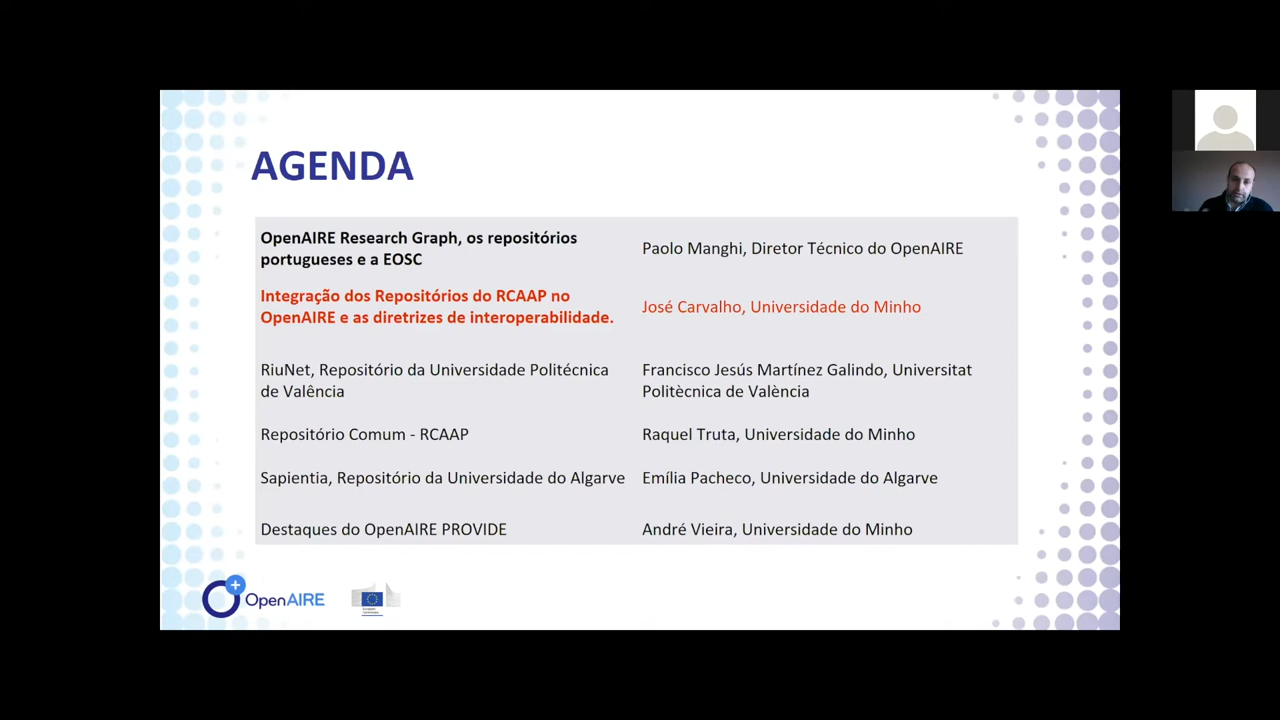 AGENDA
OpenAIRE Research Graph, os repositórios
portugueses e a EOSC
Paolo Manghi, Diretor Técnico do OpenAIRE
Integração dos Repositórios do RCAAP no
OpenAIRE e as diretrizes de interoperabilidade.
José Carvalho, Universidade do Minho
RiuNet, Repositório da Universidade Politécnica
de Valência
Francisco Jesús Martínez Galindo, Universitat
Politècnica de València
Repositório Comum - RCAAP
Raquel Truta, Universidade do Minho
Sapientia, Repositório da Universidade do Algarve
Emília Pacheco, Universidade do Algarve
Destaques do OpenAIRE PROVIDE
André Vieira, Universidade do Minho
OpenAIRE